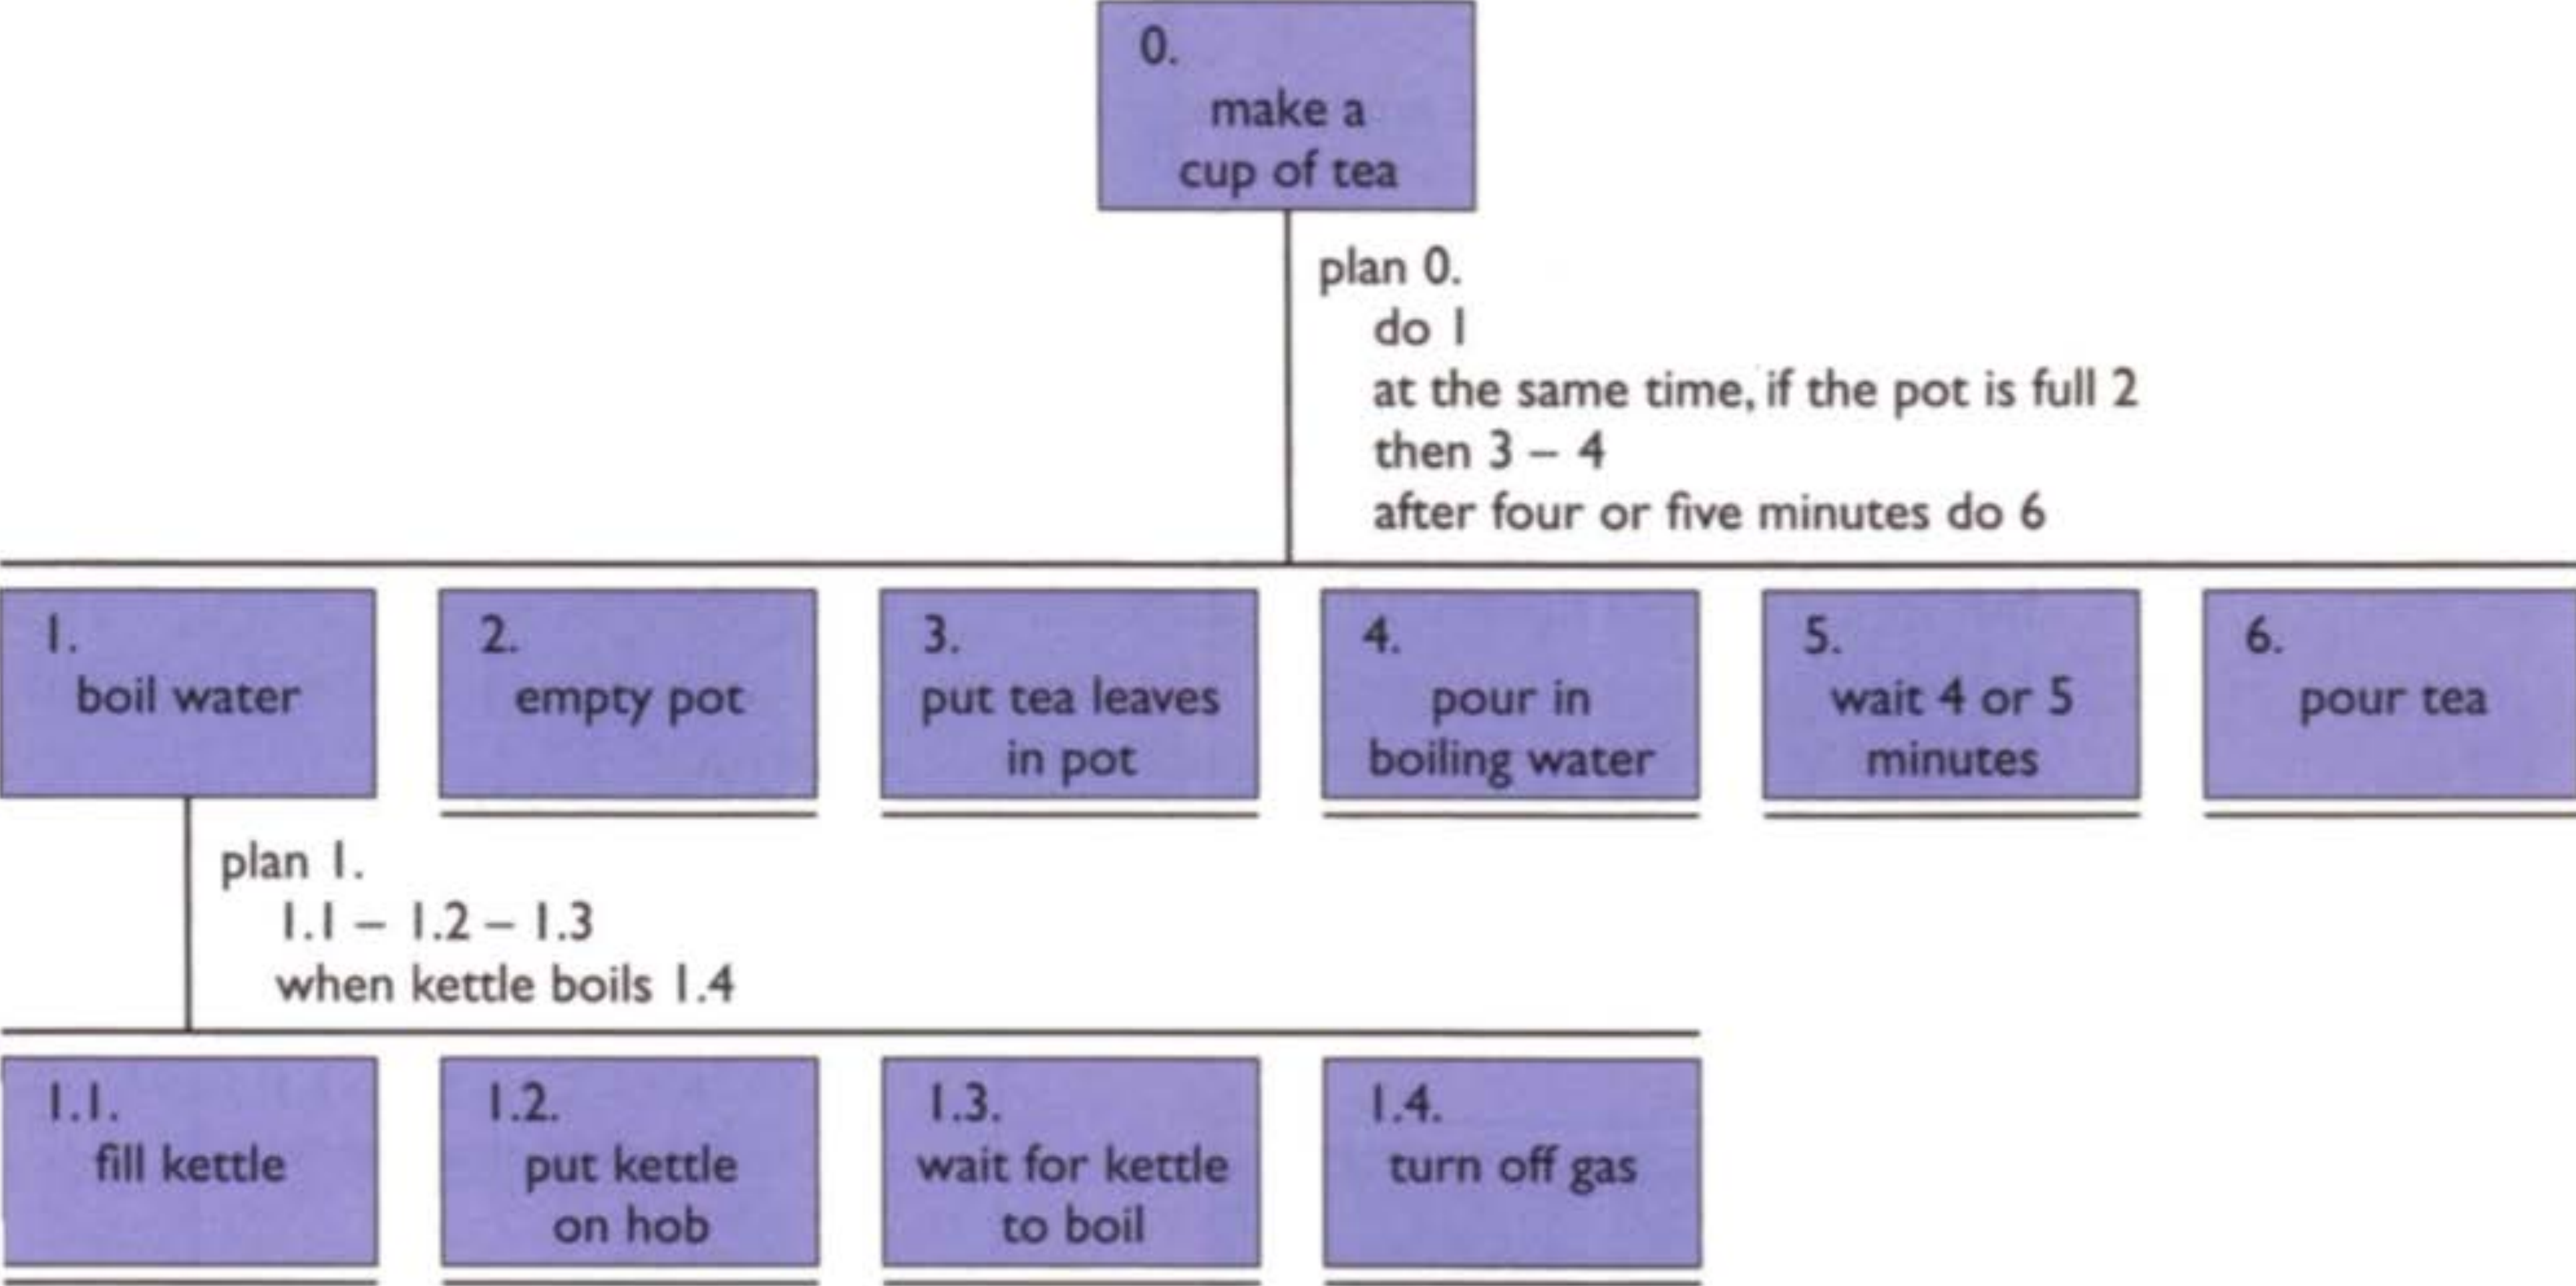 0.
make a
cup of tea
plan 0.
do 1
at the same time, if the pot is full 2
then 3 – 4
after four or five minutes do 6
1.
boil water
2.
empty pot
3.
put tea leaves
in pot
4.
pour in
boiling water
5.
wait 4 or 5
minutes
6.
pour tea
plan 1.
1.1 – 1.2 – 1.3
when kettle boils 1.4
1.1.
fill kettle
1.2.
put kettle
on hob
1.3.
wait for kettle
to boil
1.4.
turn off gas